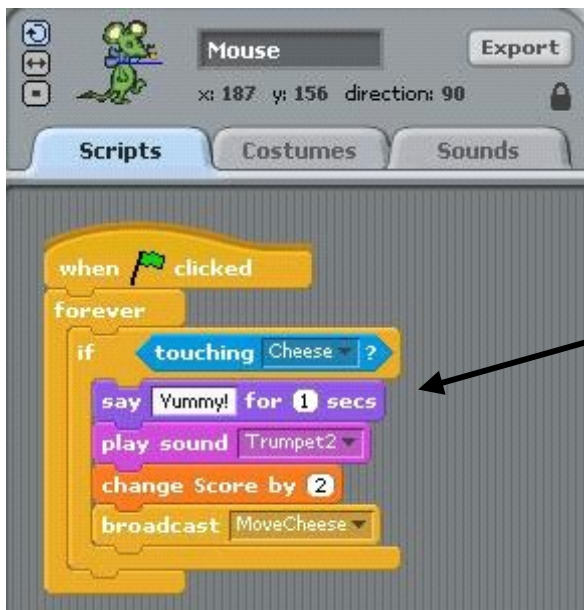 Mouse
Export
x: 187 y: 156 direction: 90
Scripts Costumes Sounds
when clicked
forever
if touching Cheese ?
say Yummy! for 1 secs
play sound Trumpet2
change Score by 2
broadcast MoveCheese